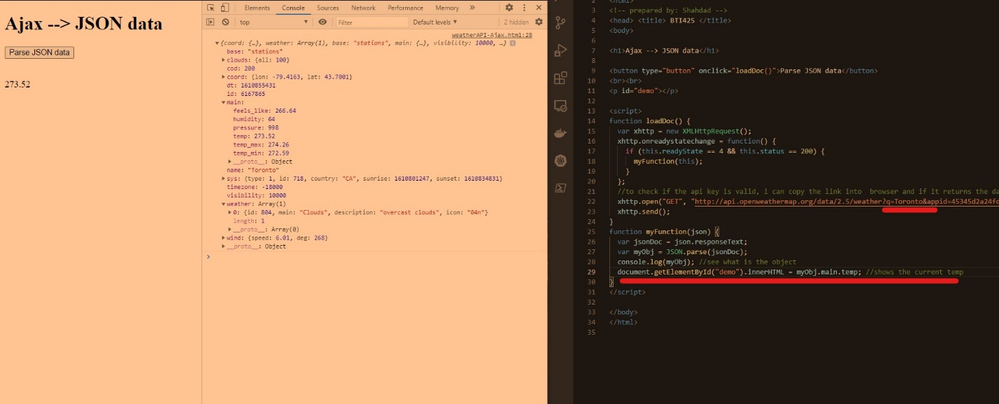 Ajax --> JSON data
Parse JSON data
273.52
Elements Console Sources Network Performance Memory »
top Filter Default levels ▼ 2 hidden
weatherAPI-Ajax.html:28
▼{coord: {…}, weather: Array(1), base: "stations", main: {…}, visibility: 10000, …}
base: "stations"
▶clouds: {all: 100}
cod: 200
▶coord: {lon: -79.4163, lat: 43.7001}
dt: 1610855431
id: 6167865
▼main:
feels_like: 266.64
humidity: 64
pressure: 998
temp: 273.52
temp_max: 274.26
temp_min: 272.59
▶__proto__: Object
name: "Toronto"
▶sys: {type: 1, id: 718, country: "CA", sunrise: 1610801247, sunset: 1610834831}
timezone: -18000
visibility: 10000
▼weather: Array(1)
▶0: {id: 804, main: "Clouds", description: "overcast clouds", icon: "04n"}
length: 1
▶__proto__: Array(0)
▶wind: {speed: 6.01, deg: 268}
▶__proto__: Object
>
2 <html>
3 <!-- prepared by: Shahdad -->
4 <head> <title> BTI425 </title>
5 <body>
6
7 <h1>Ajax --> JSON data</h1>
8
9 <button type="button" onclick="loadDoc()">Parse JSON data</button>
10 <br><br>
11 <p id="demo"></p>
12
13 <script>
14 function loadDoc() {
15 var xhttp = new XMLHttpRequest();
16 xhttp.onreadystatechange = function() {
17 if (this.readyState == 4 && this.status == 200) {
18 myFunction(this);
19 }
20 };
21 //to check if the api key is valid, i can copy the link into browser and if it returns the da
22 xhttp.open("GET", "http://api.openweathermap.org/data/2.5/weather?q=Toronto&appid=45345d2a24fd
23 xhttp.send();
24 }
25 function myFunction(json) {
26 var jsonDoc = json.responseText;
27 var myObj = JSON.parse(jsonDoc);
28 console.log(myObj); //see what is the object
29 document.getElementById("demo").innerHTML = myObj.main.temp; //shows the current temp
30 }
31 </script>
32
33 </body>
34 </html>
35